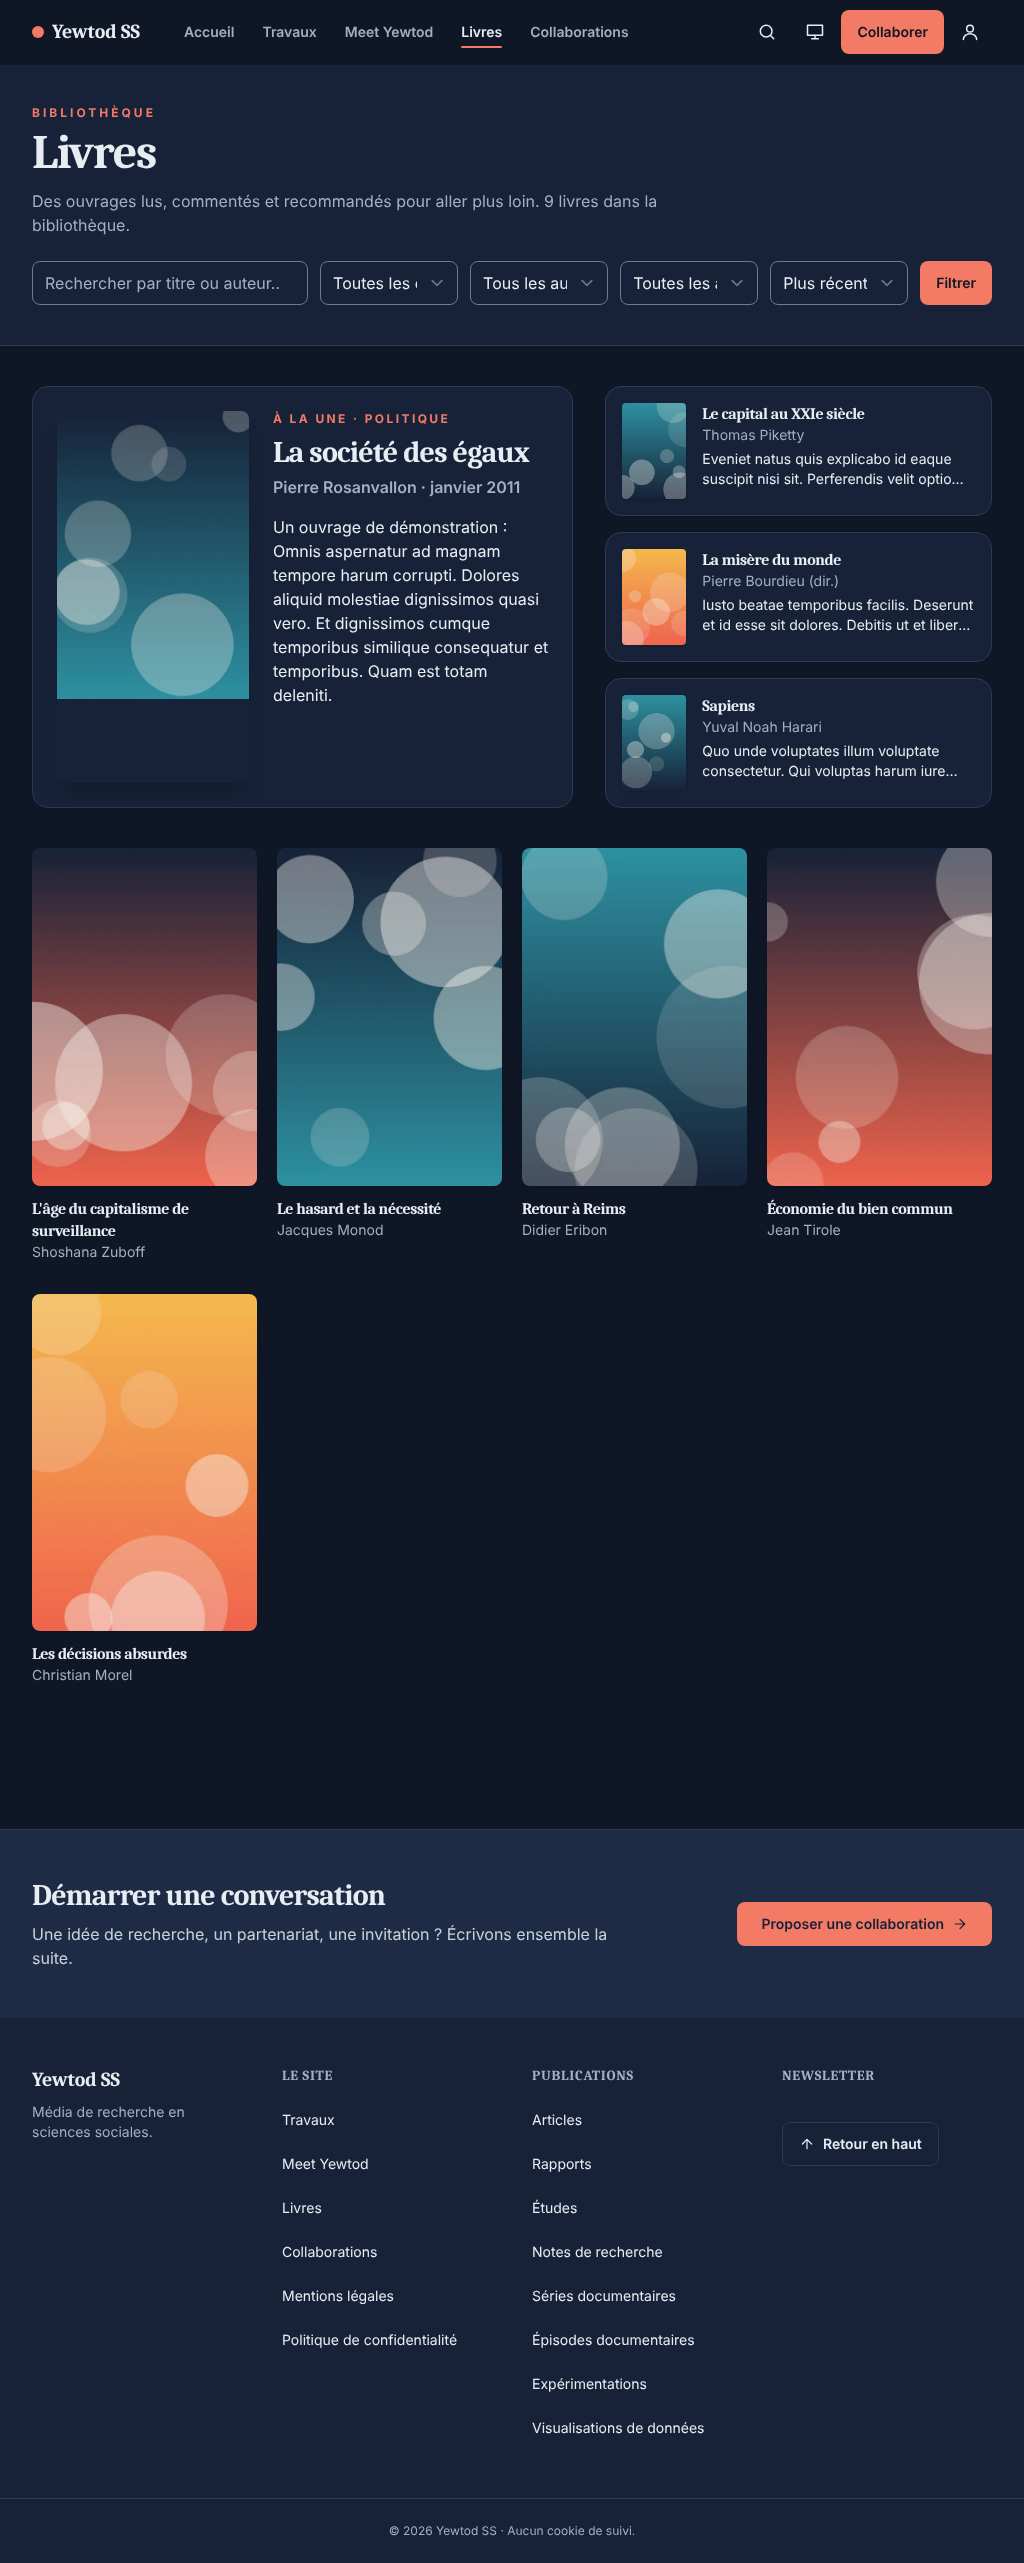 Yewtod SS
Accueil
Travaux
Meet Yewtod
Livres
Collaborations
Collaborer
BIBLIOTHÈQUE
Livres
Des ouvrages lus, commentés et recommandés pour aller plus loin. 9 livres dans la
bibliothèque.
Rechercher par titre ou auteur..
Toutes les
Tous les au
Toutes les
Plus récent
Filtrer
À LA UNE · POLITIQUE
La société des égaux
Pierre Rosanvallon · janvier 2011
Un ouvrage de démonstration :
Omnis aspernatur ad magnam
tempore harum corrupti. Dolores
aliquid molestiae dignissimos quasi
vero. Et dignissimos cumque
temporibus similique consequatur et
temporibus. Quam est totam
deleniti.
Le capital au XXIe siècle
Thomas Piketty
Eveniet natus quis explicabo id eaque
suscipit nisi sit. Perferendis velit optio…
La misère du monde
Pierre Bourdieu (dir.)
Iusto beatae temporibus facilis. Deserunt
et id esse sit dolores. Debitis ut et liber…
Sapiens
Yuval Noah Harari
Quo unde voluptates illum voluptate
consectetur. Qui voluptas harum iure…
L'âge du capitalisme de
surveillance
Shoshana Zuboff
Le hasard et la nécessité
Jacques Monod
Retour à Reims
Didier Eribon
Économie du bien commun
Jean Tirole
Les décisions absurdes
Christian Morel
Démarrer une conversation
Une idée de recherche, un partenariat, une invitation ? Écrivons ensemble la
suite.
Proposer une collaboration
Yewtod SS
Média de recherche en
sciences sociales.
LE SITE
Travaux
Meet Yewtod
Livres
Collaborations
Mentions légales
Politique de confidentialité
PUBLICATIONS
Articles
Rapports
Études
Notes de recherche
Séries documentaires
Épisodes documentaires
Expérimentations
Visualisations de données
NEWSLETTER
Retour en haut
© 2026 Yewtod SS · Aucun cookie de suivi.